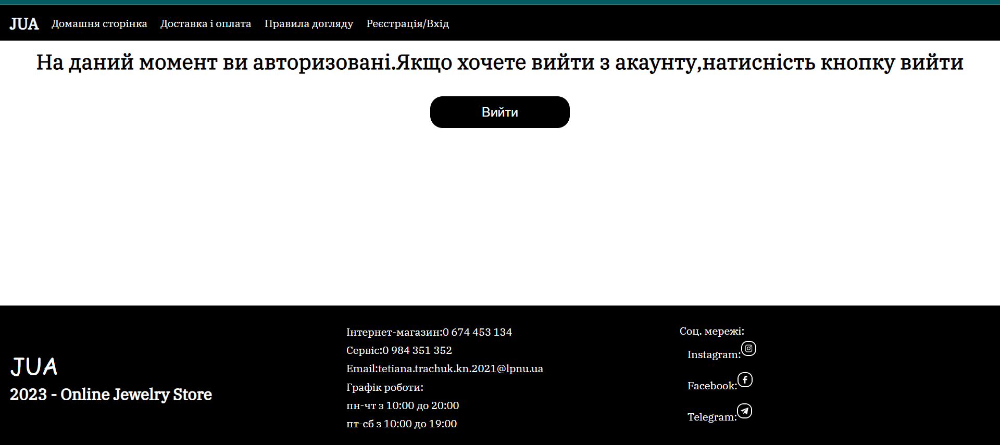 JUA Домашня сторінка Доставка і оплата Правила догляду Реєстрація/Вхід
На даний момент ви авторизовані.Якщо хочете вийти з акаунту,натисність кнопку вийти
Вийти
JUA
2023 - Online Jewelry Store
Інтернет-магазин:0 674 453 134
Сервіс:0 984 351 352
Email:tetiana.trachuk.kn.2021@lpnu.ua
Графік роботи:
пн-чт з 10:00 до 20:00
пт-сб з 10:00 до 19:00
Соц. мережі:
Instagram:
Facebook:
Telegram: